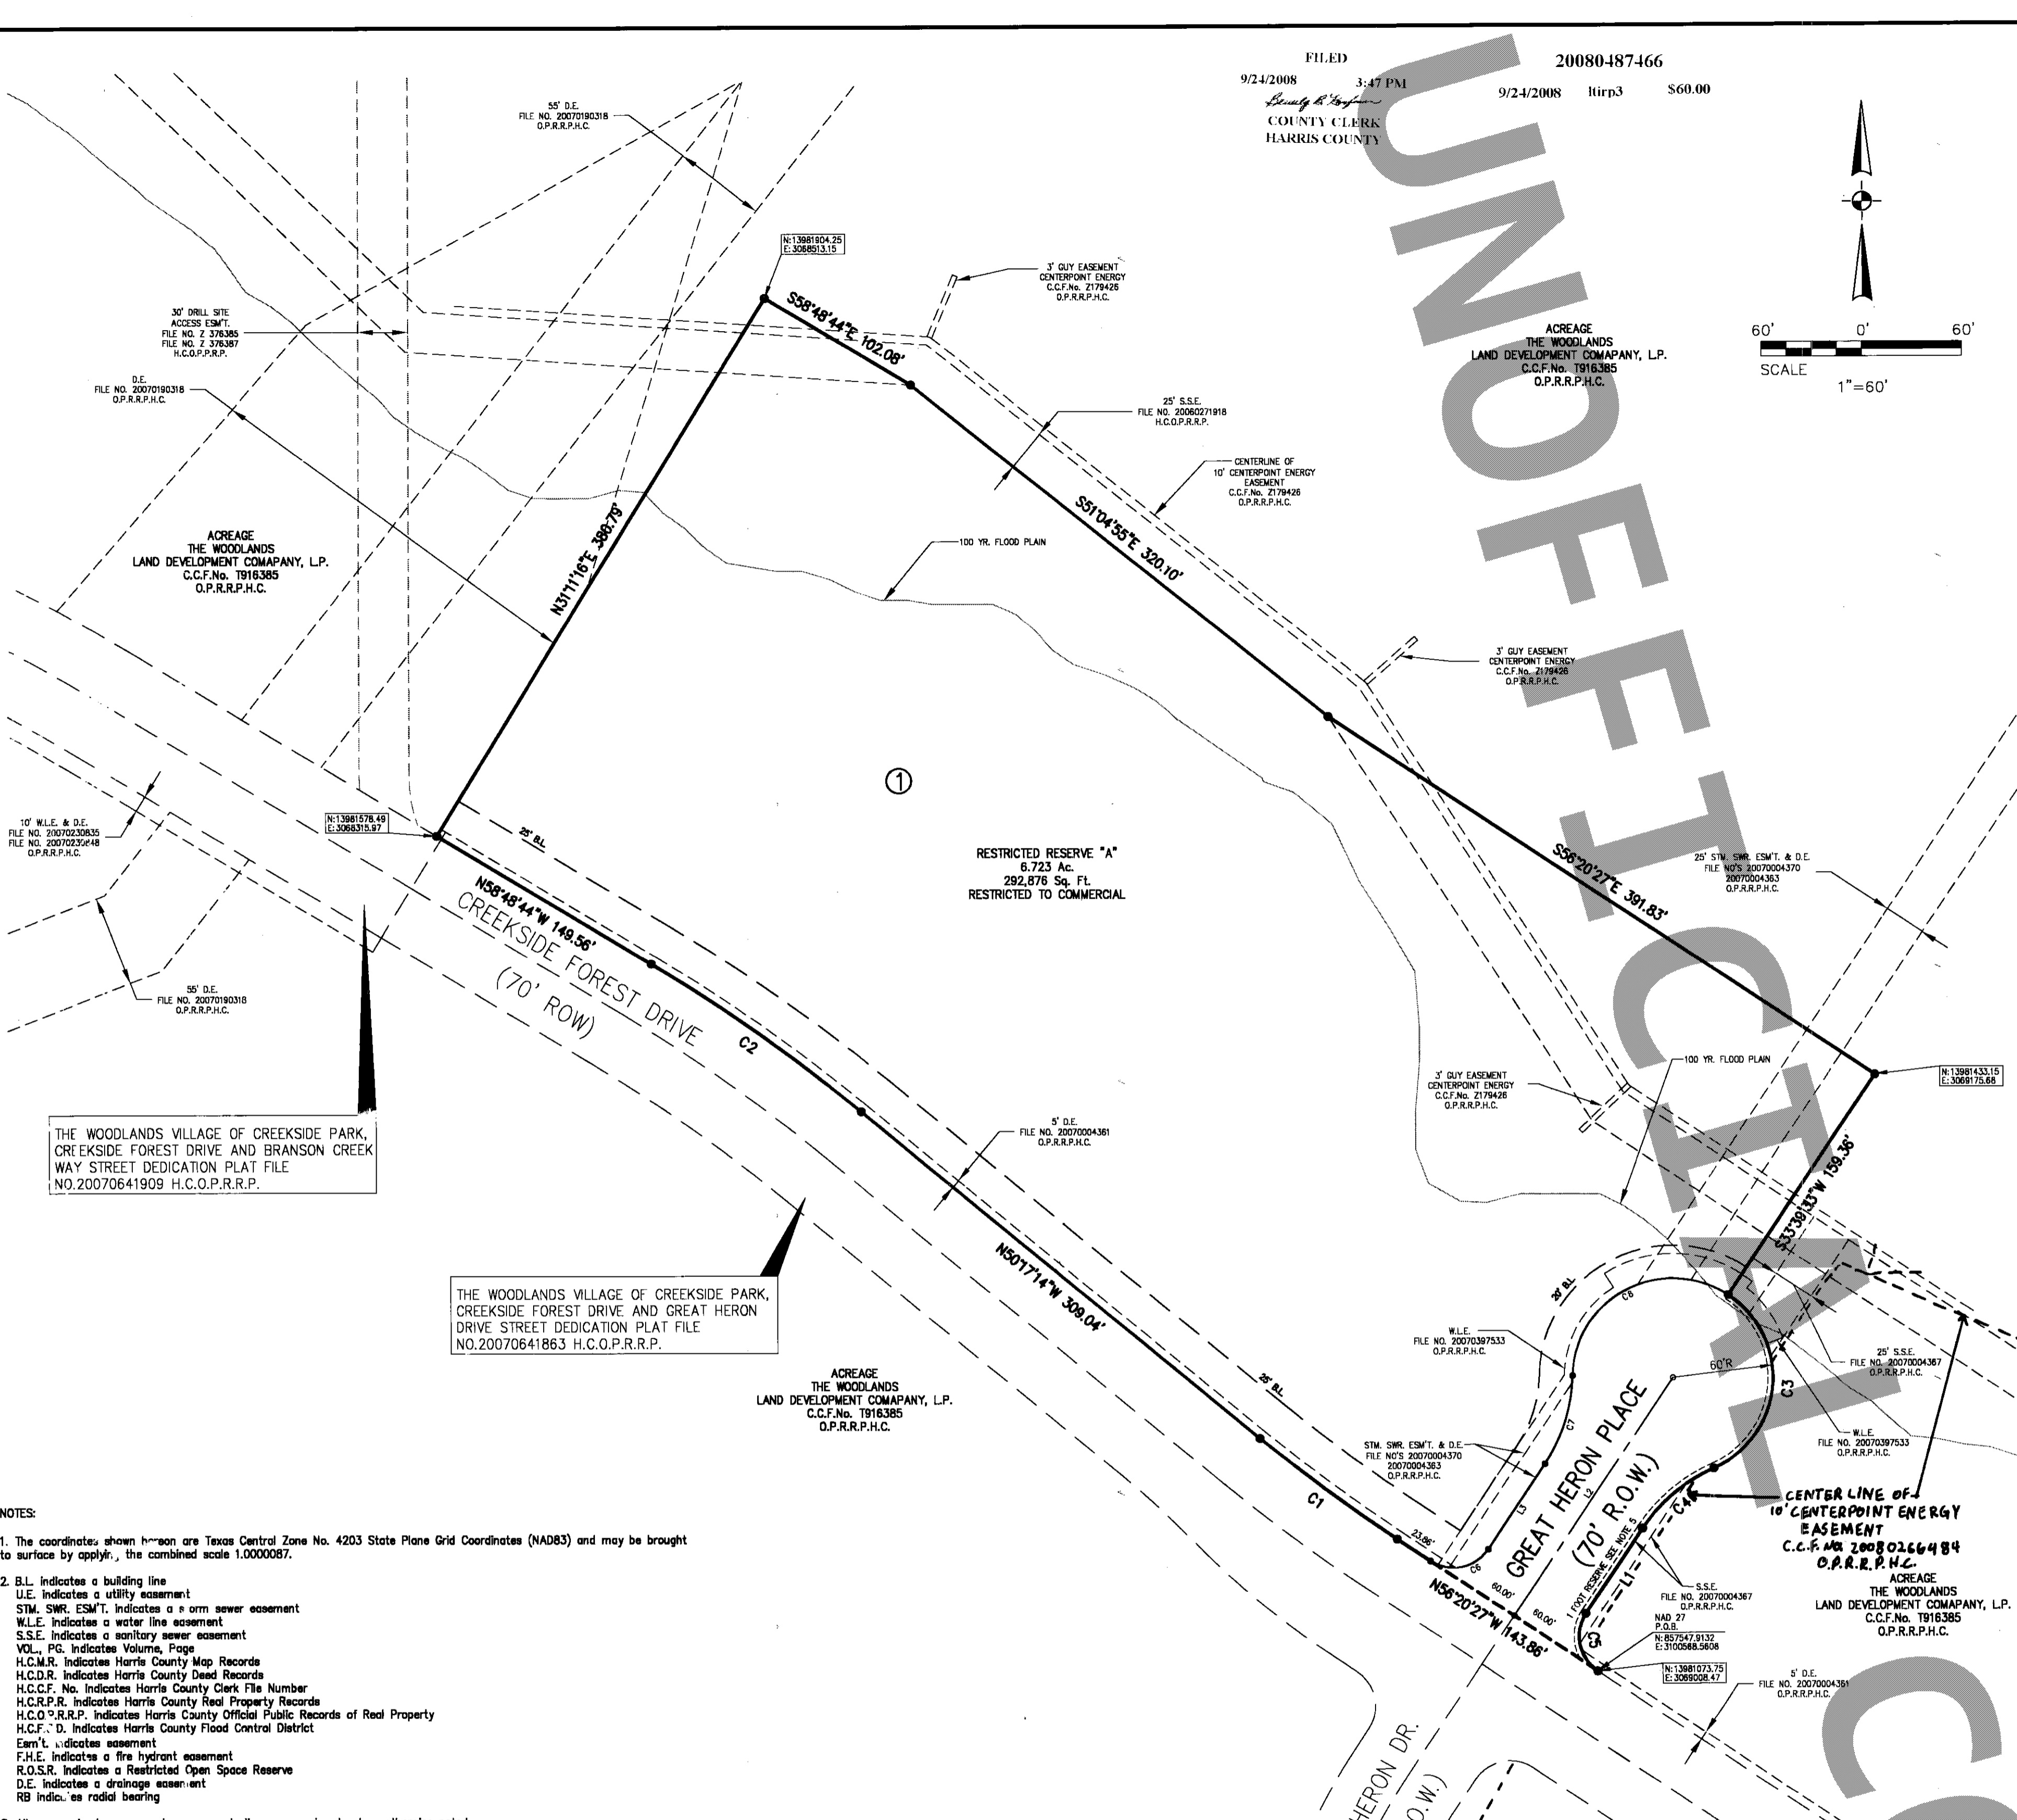 FILED
9/24/2008 3:47 PM
COUNTY CLERK
HARRIS COUNTY
20080487466
9/24/2008 ltirp3 $60.00
UNOFFICIAL
CO
60' 0' 60'
SCALE
1"=60'
55' D.E.
FILE NO. 20070190318
O.P.R.R.P.H.C.
N:13981904.25
E:3068513.15
3' GUY EASEMENT
CENTERPOINT ENERGY
C.C.F.No. Z179426
O.P.R.R.P.H.C.
S58°48'44"E 102.08'
30' DRILL SITE
ACCESS ESM'T.
FILE NO. Z 376385
FILE NO. Z 376387
H.C.O.P.P.R.P.
D.E.
FILE NO. 20070190318
O.P.R.R.P.H.C.
ACREAGE
THE WOODLANDS
LAND DEVELOPMENT COMAPANY, L.P.
C.C.F.No. T916385
O.P.R.R.P.H.C.
25' S.S.E.
FILE NO. 20060271918
H.C.O.P.R.R.P.
CENTERLINE OF
10' CENTERPOINT ENERGY
EASEMENT
C.C.F.No. Z179426
O.P.R.R.P.H.C.
S51°04'55"E 320.10'
N31°11'16"E 380.79'
100 YR. FLOOD PLAIN
ACREAGE
THE WOODLANDS
LAND DEVELOPMENT COMAPANY, L.P.
C.C.F.No. T916385
O.P.R.R.P.H.C.
3' GUY EASEMENT
CENTERPOINT ENERGY
C.C.F.No. Z179426
O.P.R.R.P.H.C.
1
10' W.L.E. & D.E.
FILE NO. 20070230835
FILE NO. 20070230848
O.P.R.R.P.H.C.
N:13981578.49
E:3068315.97
25' B.L.
RESTRICTED RESERVE "A"
6.723 Ac.
292,876 Sq. Ft.
RESTRICTED TO COMMERCIAL
S56°20'27"E 391.83'
25' STM. SWR. ESM'T. & D.E.
FILE NO'S 20070004370
20070004363
O.P.R.R.P.H.C.
N58°48'44"W 149.56'
CREEKSIDE FOREST DRIVE
(70' ROW)
C2
55' D.E.
FILE NO. 20070190318
O.P.R.R.P.H.C.
100 YR. FLOOD PLAIN
3' GUY EASEMENT
CENTERPOINT ENERGY
C.C.F.No. Z179426
O.P.R.R.P.H.C.
N:13981433.15
E:3069175.68
THE WOODLANDS VILLAGE OF CREEKSIDE PARK,
CREEKSIDE FOREST DRIVE AND BRANSON CREEK
WAY STREET DEDICATION PLAT FILE
NO.20070641909 H.C.O.P.R.R.P.
5' D.E.
FILE NO. 20070004361
O.P.R.R.P.H.C.
S33°39'33"W 159.36'
N50°17'14"W 309.04'
THE WOODLANDS VILLAGE OF CREEKSIDE PARK,
CREEKSIDE FOREST DRIVE AND GREAT HERON
DRIVE STREET DEDICATION PLAT FILE
NO.20070641863 H.C.O.P.R.R.P.
20' B.L.
C8
W.L.E.
FILE NO. 20070397533
O.P.R.R.P.H.C.
60'R
C3
25' S.S.E.
FILE NO. 20070004367
O.P.R.R.P.H.C.
ACREAGE
THE WOODLANDS
LAND DEVELOPMENT COMAPANY, L.P.
C.C.F.No. T916385
O.P.R.R.P.H.C.
25' B.L.
C7
STM. SWR. ESM'T. & D.E.
FILE NO'S 20070004370
20070004363
O.P.R.R.P.H.C.
W.L.E.
FILE NO. 20070397533
O.P.R.R.P.H.C.
GREAT HERON PLACE
(70' R.O.W.)
L3
L2
C4
CENTER LINE OF
10' CENTERPOINT ENERGY
EASEMENT
C.C.F. No. 20080266484
O.P.R.R.P.H.C.
C1
23.86'
C6
1 FOOT RESERVE SEE NOTE 5
L1
60.00'
60.00'
N56°20'27"W 143.86'
C5
S.S.E.
FILE NO. 20070004367
O.P.R.R.P.H.C.
NAD 27
P.O.B.
N:857547.9132
E:3100568.5608
N:13981073.75
E:3069008.47
ACREAGE
THE WOODLANDS
LAND DEVELOPMENT COMAPANY, L.P.
C.C.F.No. T916385
O.P.R.R.P.H.C.
5' D.E.
FILE NO. 20070004361
O.P.R.R.P.H.C.
HERON DR.
O.W.)
NOTES:
1. The coordinates shown hereon are Texas Central Zone No. 4203 State Plane Grid Coordinates (NAD83) and may be brought
to surface by applying the combined scale 1.0000087.
2. B.L. indicates a building line
U.E. indicates a utility easement
STM. SWR. ESM'T. indicates a storm sewer easement
W.L.E. indicates a water line easement
S.S.E. indicates a sanitary sewer easement
VOL., PG. indicates Volume, Page
H.C.M.R. indicates Harris County Map Records
H.C.D.R. indicates Harris County Deed Records
H.C.C.F. No. indicates Harris County Clerk File Number
H.C.R.P.R. indicates Harris County Real Property Records
H.C.O.P.R.R.P. indicates Harris County Official Public Records of Real Property
H.C.F.C.D. indicates Harris County Flood Control District
Esm't. indicates easement
F.H.E. indicates a fire hydrant easement
R.O.S.R. indicates a Restricted Open Space Reserve
D.E. indicates a drainage easement
RB indicates radial bearing